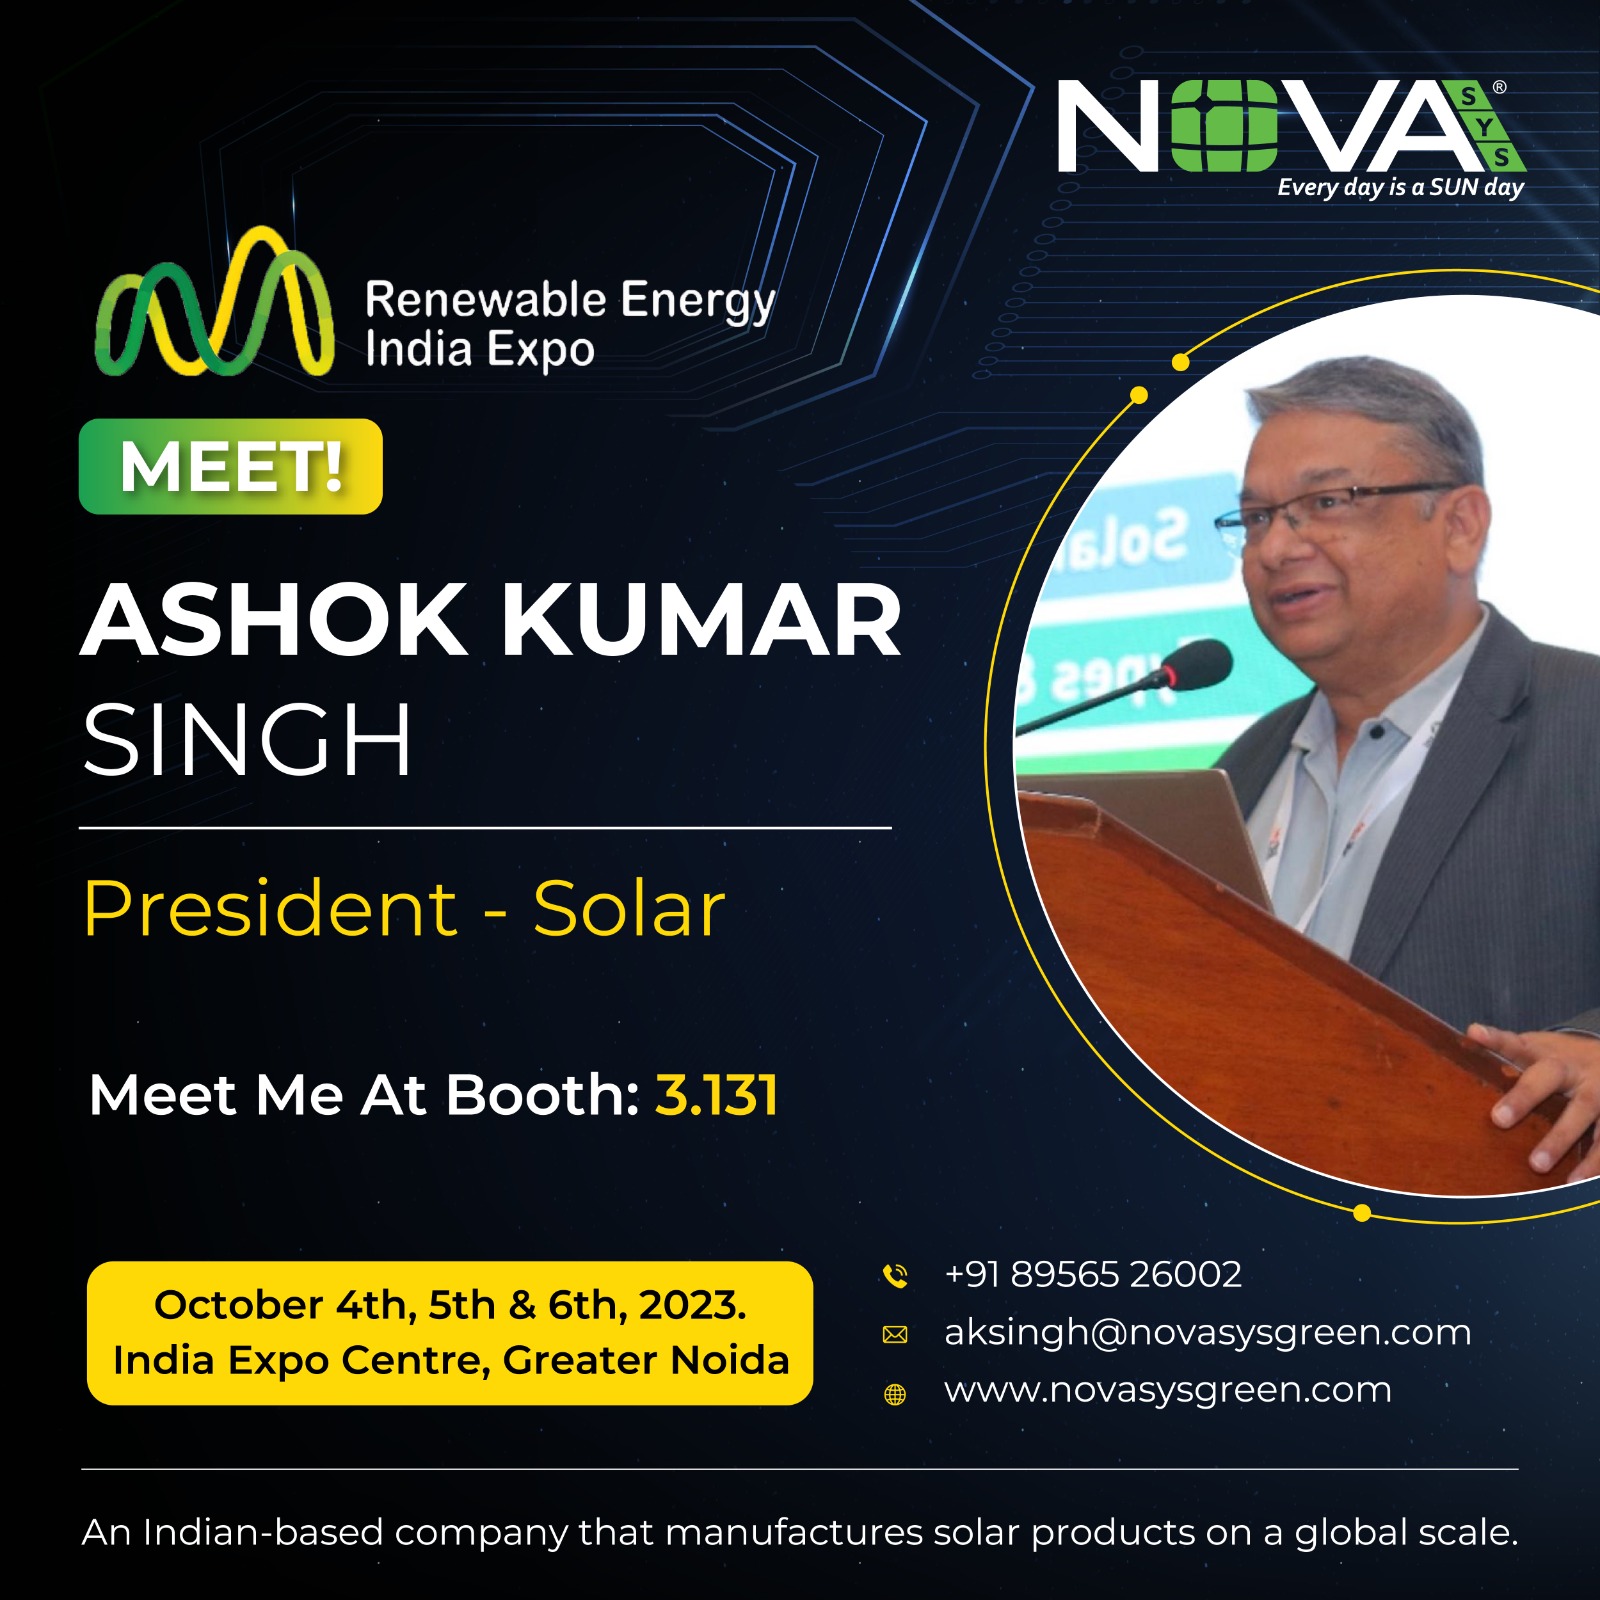 NOVA SYS ®
Every day is a SUN day
Renewable Energy
India Expo
MEET!
ASHOK KUMAR
SINGH
President - Solar
Meet Me At Booth: 3.131
October 4th, 5th & 6th, 2023.
India Expo Centre, Greater Noida
+91 89565 26002
aksingh@novasysgreen.com
www.novasysgreen.com
An Indian-based company that manufactures solar products on a global scale.